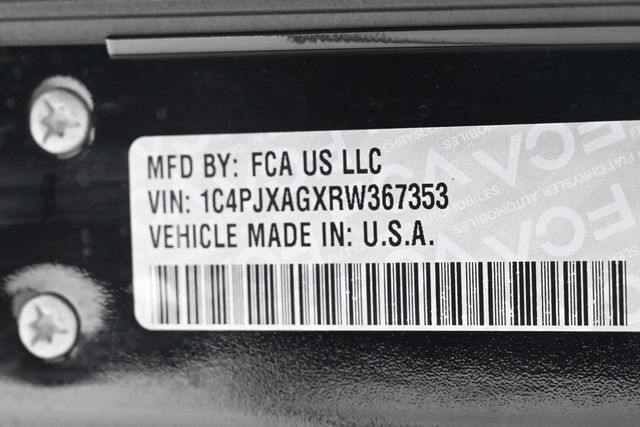 MFD BY: FCA US LLC
VIN: 1C4PJXAGXRW367353
VEHICLE MADE IN: U.S.A.